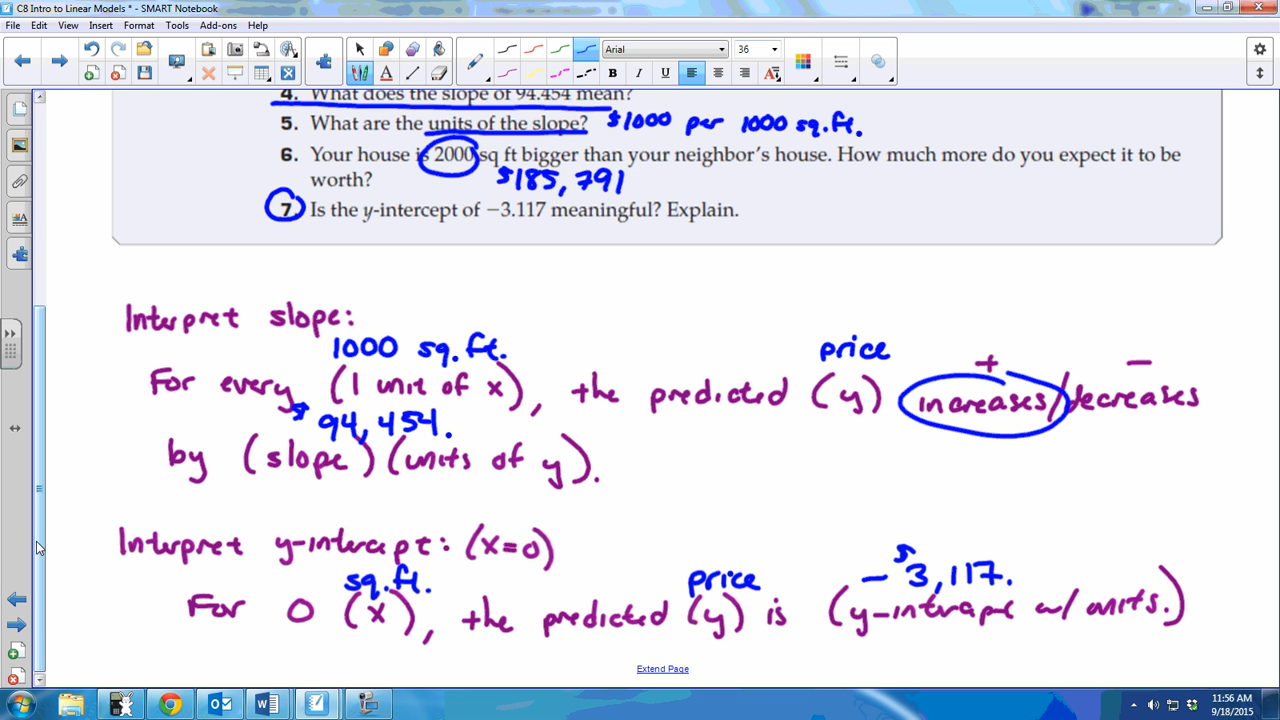 C8 Intro to Linear Models * - SMART Notebook
File Edit View Insert Format Tools Add-ons Help
Arial 36
B I U
4. What does the slope of 94.454 mean?
5. What are the units of the slope? $1000 per 1000 sq.ft.
6. Your house is 2000 sq ft bigger than your neighbor's house. How much more do you expect it to be
worth? $185,791
7. Is the y-intercept of −3.117 meaningful? Explain.
Interpret slope:
1000 sq.ft. price + −
For every (1 unit of x), the predicted (y) increases/decreases
$94,454.
by (slope)(units of y).
Interpret y-intercept: (x=0)
sq.ft. price −$3,117.
For 0 (x), the predicted (y) is (y-intercept w/ units.)
Extend Page
11:56 AM
9/18/2015